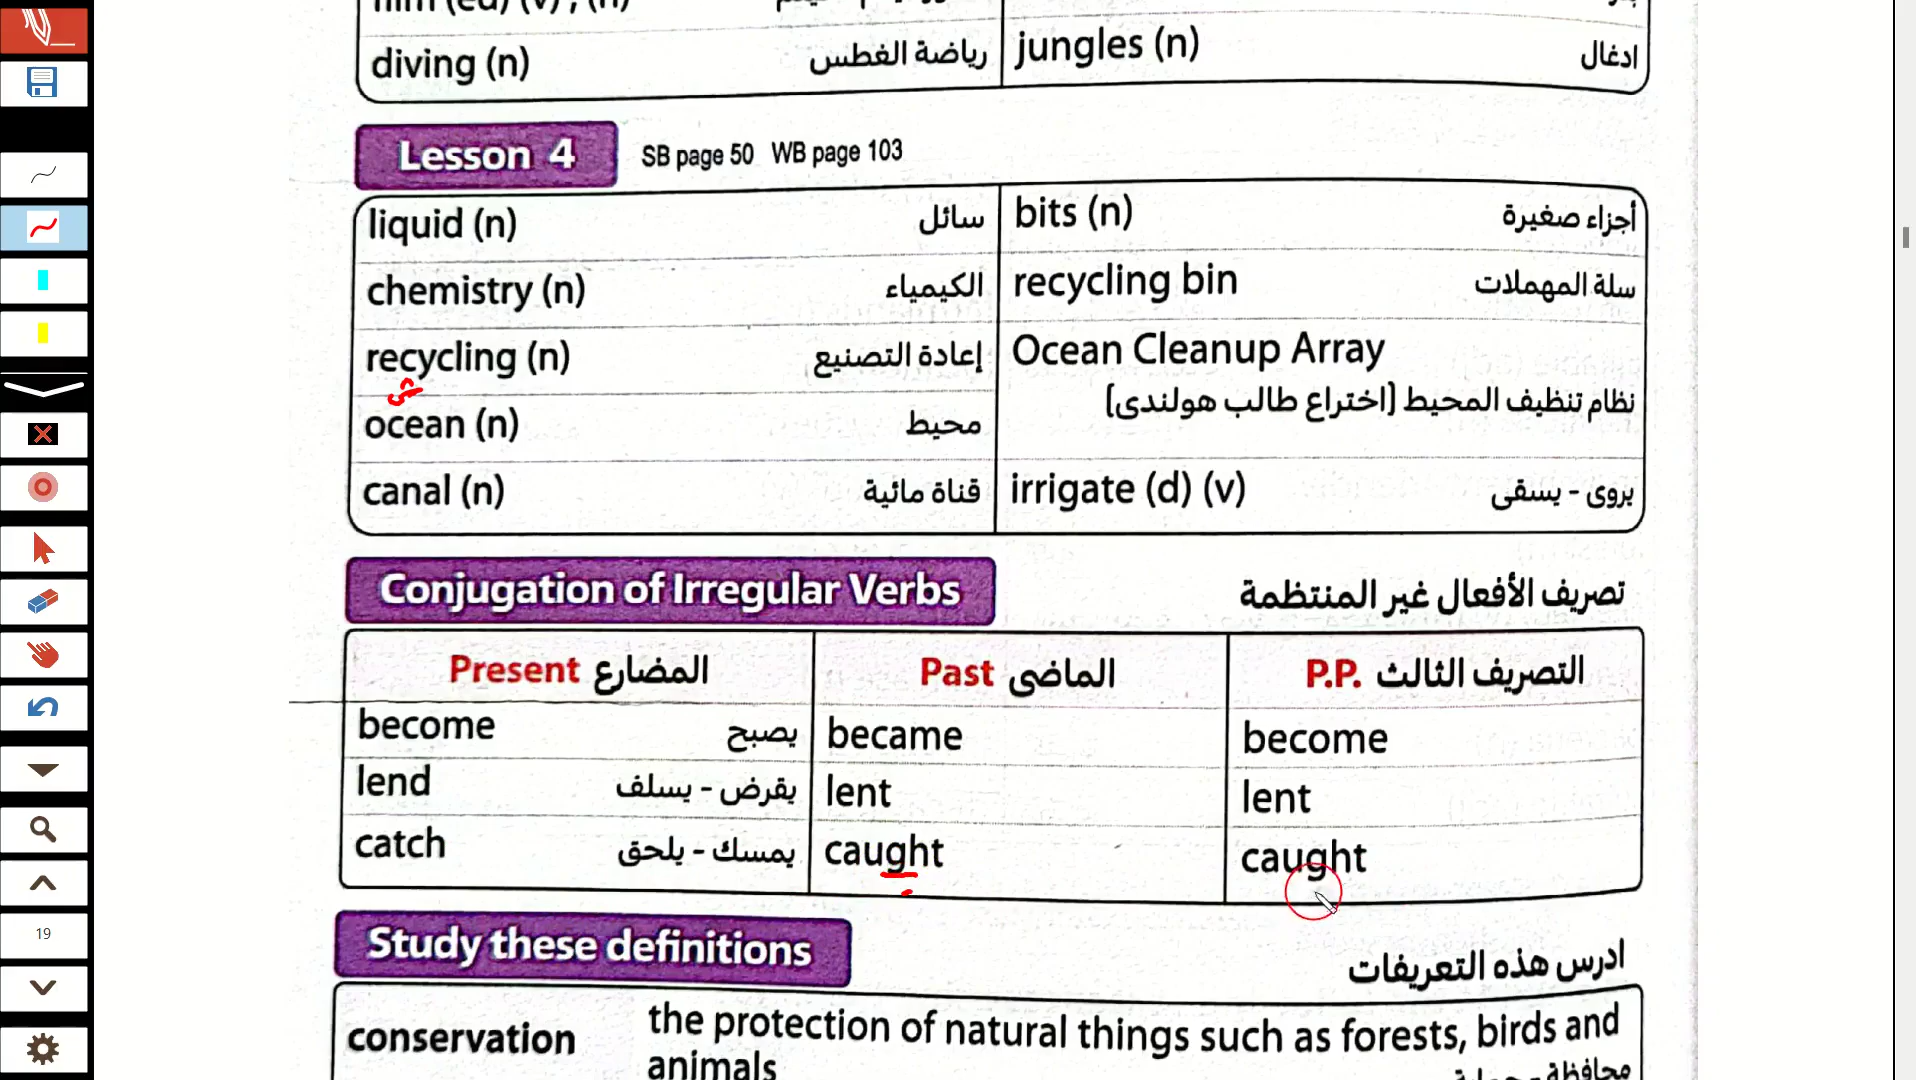 diving (n) رياضة الغطس
jungles (n) ادغال
Lesson 4 SB page 50 WB page 103
liquid (n) سائل
bits (n) أجزاء صغيرة
chemistry (n) الكيمياء
recycling bin سلة المهملات
recycling (n) إعادة التصنيع
Ocean Cleanup Array
نظام تنظيف المحيط (اختراع طالب هولندى)
ocean (n) محيط
canal (n) قناة مائية
irrigate (d) (v) يروى - يسقى
Conjugation of Irregular Verbs تصريف الأفعال غير المنتظمة
Present المضارع Past الماضى P.P. التصريف الثالث
become يصبح became become
lend يقرض - يسلف lent lent
catch يمسك - يلحق caught caught
Study these definitions ادرس هذه التعريفات
conservation the protection of natural things such as forests, birds and
animals
19